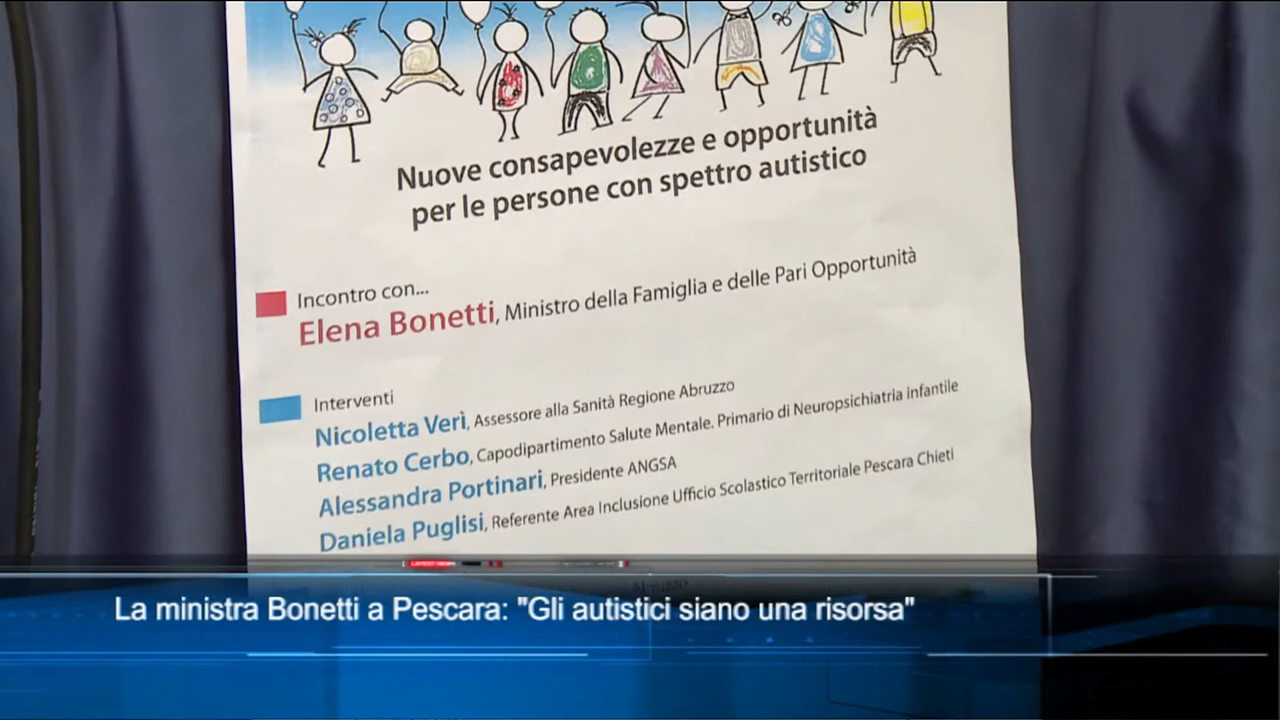 Nuove consapevolezze e opportunità
per le persone con spettro autistico
Incontro con...
Elena Bonetti, Ministro della Famiglia e delle Pari Opportunità
Interventi
Nicoletta Verì, Assessore alla Sanità Regione Abruzzo
Renato Cerbo, Capodipartimento Salute Mentale. Primario di Neuropsichiatria infantile
Alessandra Portinari, Presidente ANGSA
Daniela Puglisi, Referente Area Inclusione Ufficio Scolastico Territoriale Pescara Chieti
LATEST NEWS
La ministra Bonetti a Pescara: "Gli autistici siano una risorsa"